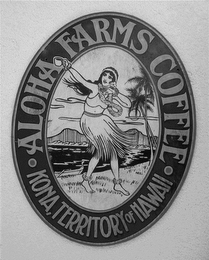 ALOHA FARMS COFFEE
KONA, TERRITORY OF HAWAII